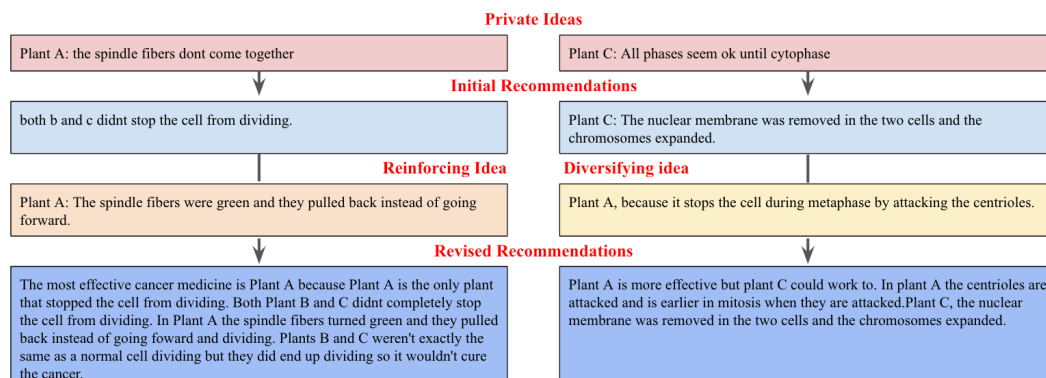 Private Ideas
Plant A: the spindle fibers dont come together
Plant C: All phases seem ok until cytophase
Initial Recommendations
both b and c didnt stop the cell from dividing.
Plant C: The nuclear membrane was removed in the two cells and the
chromosomes expanded.
Reinforcing Idea
Diversifying idea
Plant A: The spindle fibers were green and they pulled back instead of going
forward.
Plant A, because it stops the cell during metaphase by attacking the centrioles.
Revised Recommendations
The most effective cancer medicine is Plant A because Plant A is the only plant
that stopped the cell from dividing. Both Plant B and C didnt completely stop
the cell from dividing. In Plant A the spindle fibers turned green and they pulled
back instead of going foward and dividing. Plants B and C weren't exactly the
same as a normal cell dividing but they did end up dividing so it wouldn't cure
the cancer.
Plant A is more effective but plant C could work to. In plant A the centrioles are
attacked and is earlier in mitosis when they are attacked.Plant C, the nuclear
membrane was removed in the two cells and the chromosomes expanded.